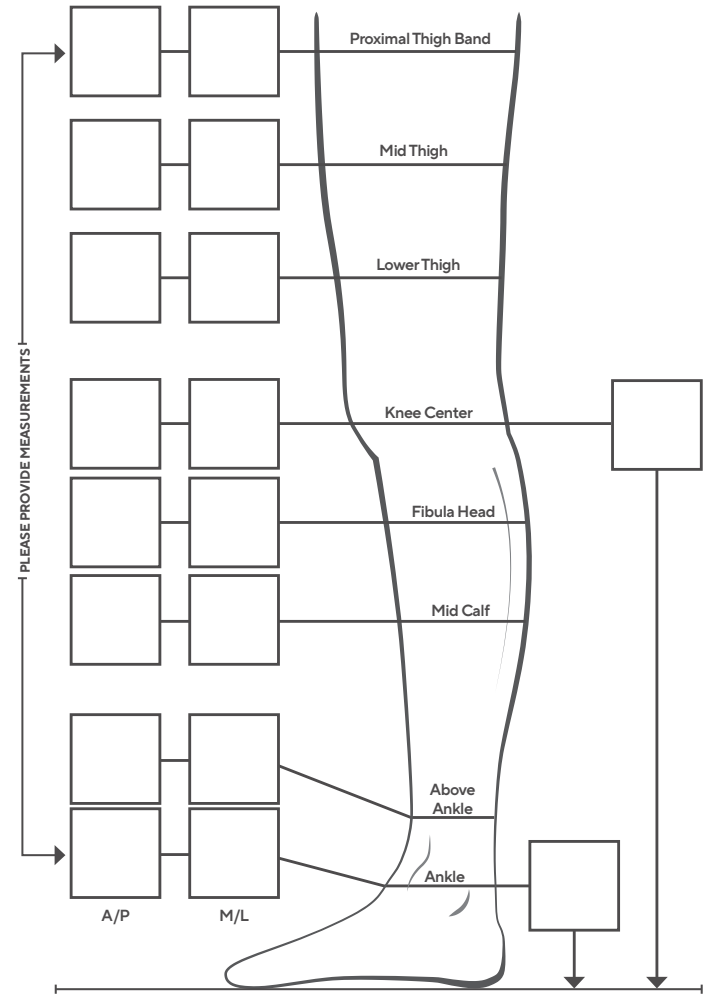 Proximal Thigh Band
Mid Thigh
Lower Thigh
PLEASE PROVIDE MEASUREMENTS
Knee Center
Fibula Head
Mid Calf
Above
Ankle
Ankle
A/P
M/L